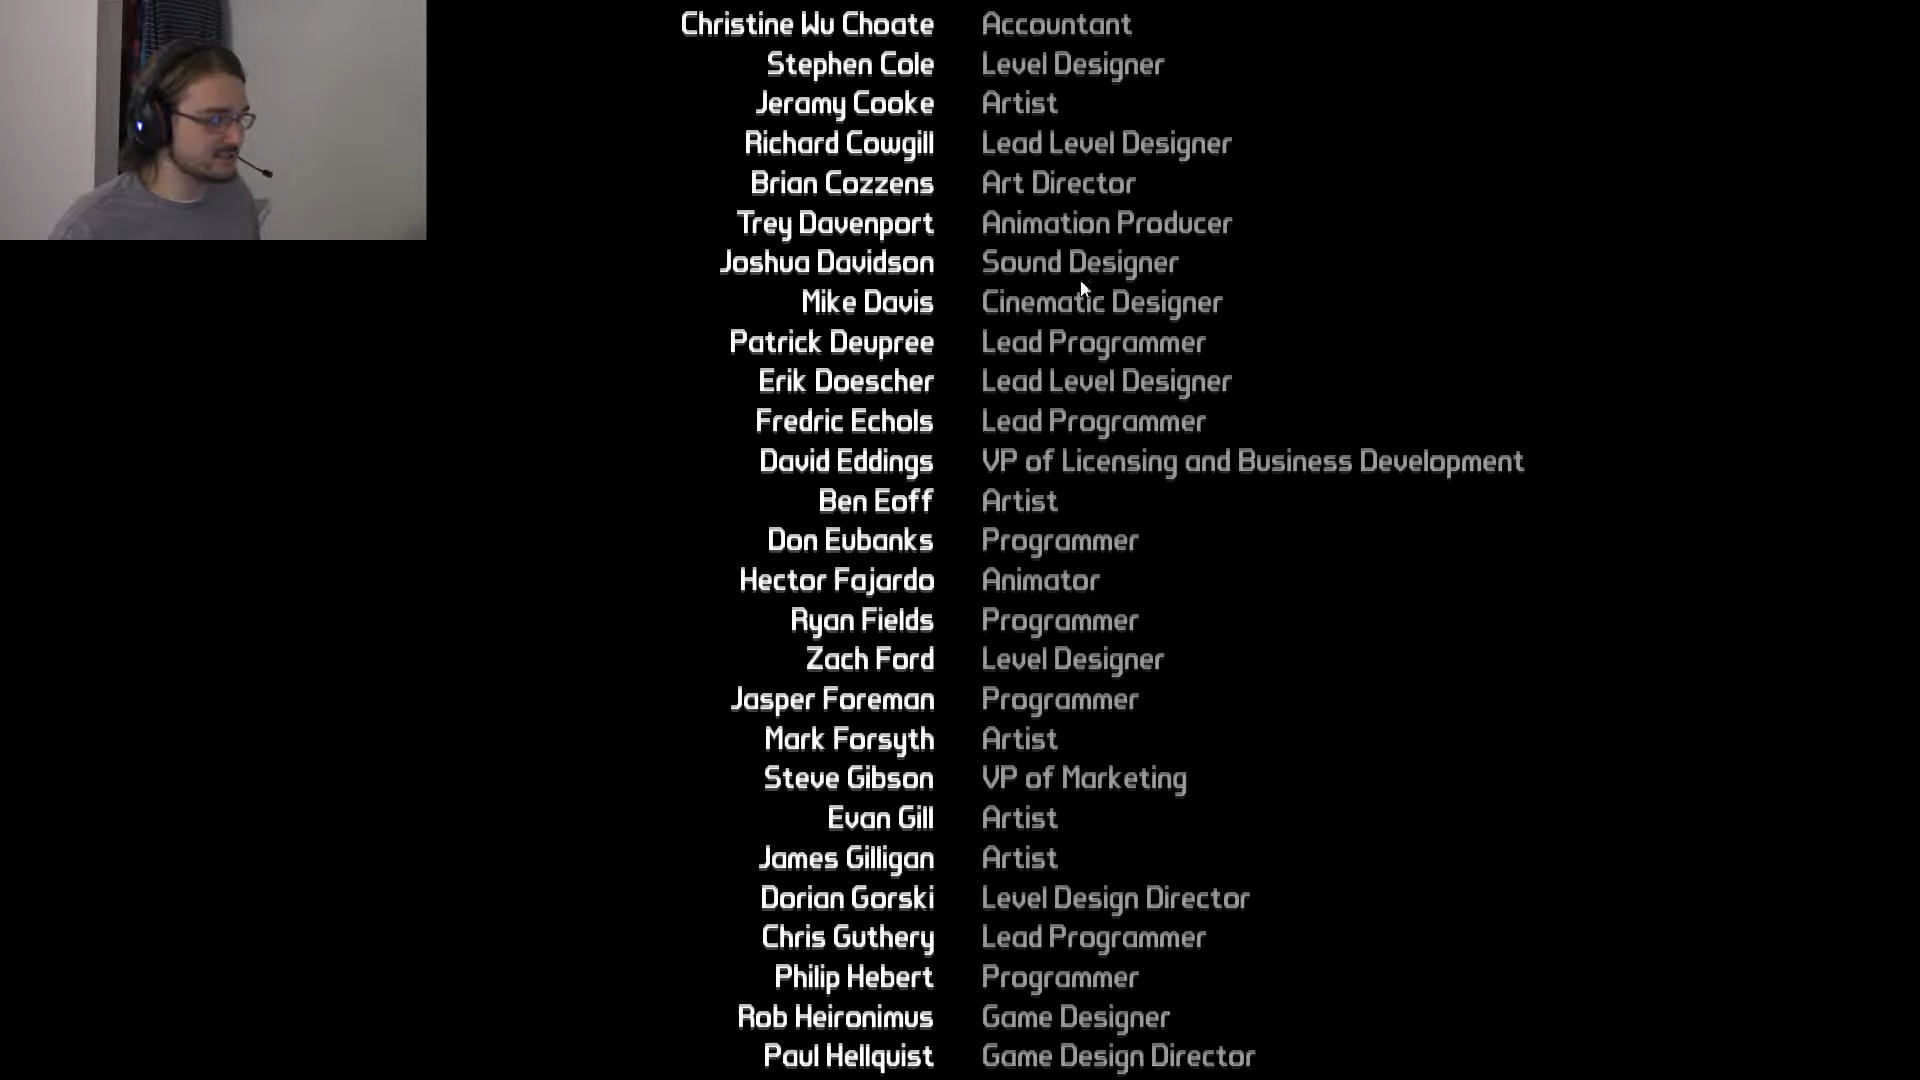 Christine Wu Choate Accountant
Stephen Cole Level Designer
Jeramy Cooke Artist
Richard Cowgill Lead Level Designer
Brian Cozzens Art Director
Trey Davenport Animation Producer
Joshua Davidson Sound Designer
Mike Davis Cinematic Designer
Patrick Deupree Lead Programmer
Erik Doescher Lead Level Designer
Fredric Echols Lead Programmer
David Eddings VP of Licensing and Business Development
Ben Eoff Artist
Don Eubanks Programmer
Hector Fajardo Animator
Ryan Fields Programmer
Zach Ford Level Designer
Jasper Foreman Programmer
Mark Forsyth Artist
Steve Gibson VP of Marketing
Evan Gill Artist
James Gilligan Artist
Dorian Gorski Level Design Director
Chris Guthery Lead Programmer
Philip Hebert Programmer
Rob Heironimus Game Designer
Paul Hellquist Game Design Director